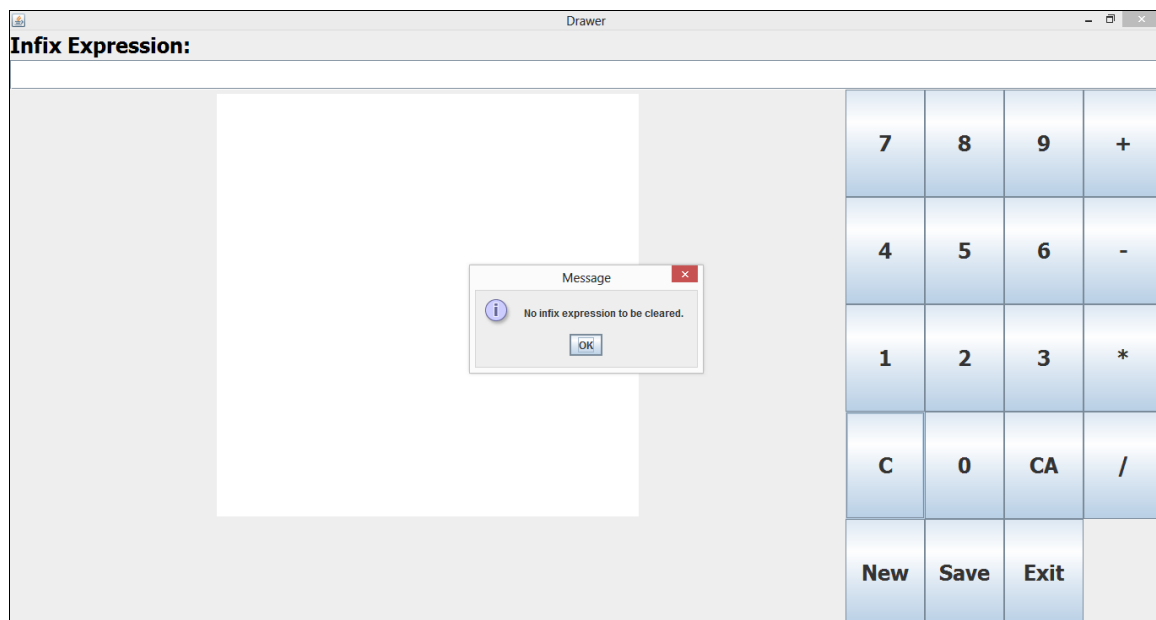 Drawer
Infix Expression:
7 8 9 +
4 5 6 -
Message
No infix expression to be cleared.
OK
1 2 3 *
C 0 CA /
New Save Exit